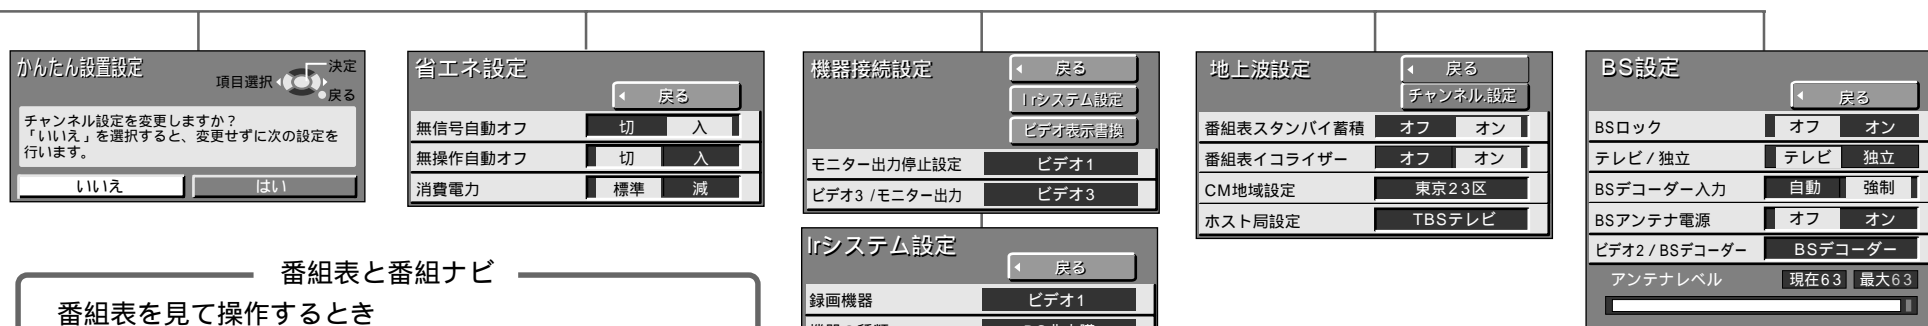 かんたん設置設定
項目選択
決定
戻る
チャンネル設定を変更しますか？
「いいえ」を選択すると、変更せずに次の設定を
行います。
いいえ はい
省エネ設定
戻る
無信号自動オフ 切 入
無操作自動オフ 切 入
消費電力 標準 減
機器接続設定
戻る
Irシステム設定
ビデオ表示書換
モニター出力停止設定 ビデオ1
ビデオ3 /モニター出力 ビデオ3
Irシステム設定
戻る
録画機器 ビデオ1
地上波設定
戻る
チャンネル設定
番組表スタンバイ蓄積 オフ オン
番組表イコライザー オフ オン
CM地域設定 東京23区
ホスト局設定 TBSテレビ
BS設定
戻る
BSロック オフ オン
テレビ / 独立 テレビ 独立
BSデコーダー入力 自動 強制
BSアンテナ電源 オフ オン
ビデオ2 / BSデコーダー BSデコーダー
アンテナレベル 現在63 最大63
番組表と番組ナビ
番組表を見て操作するとき